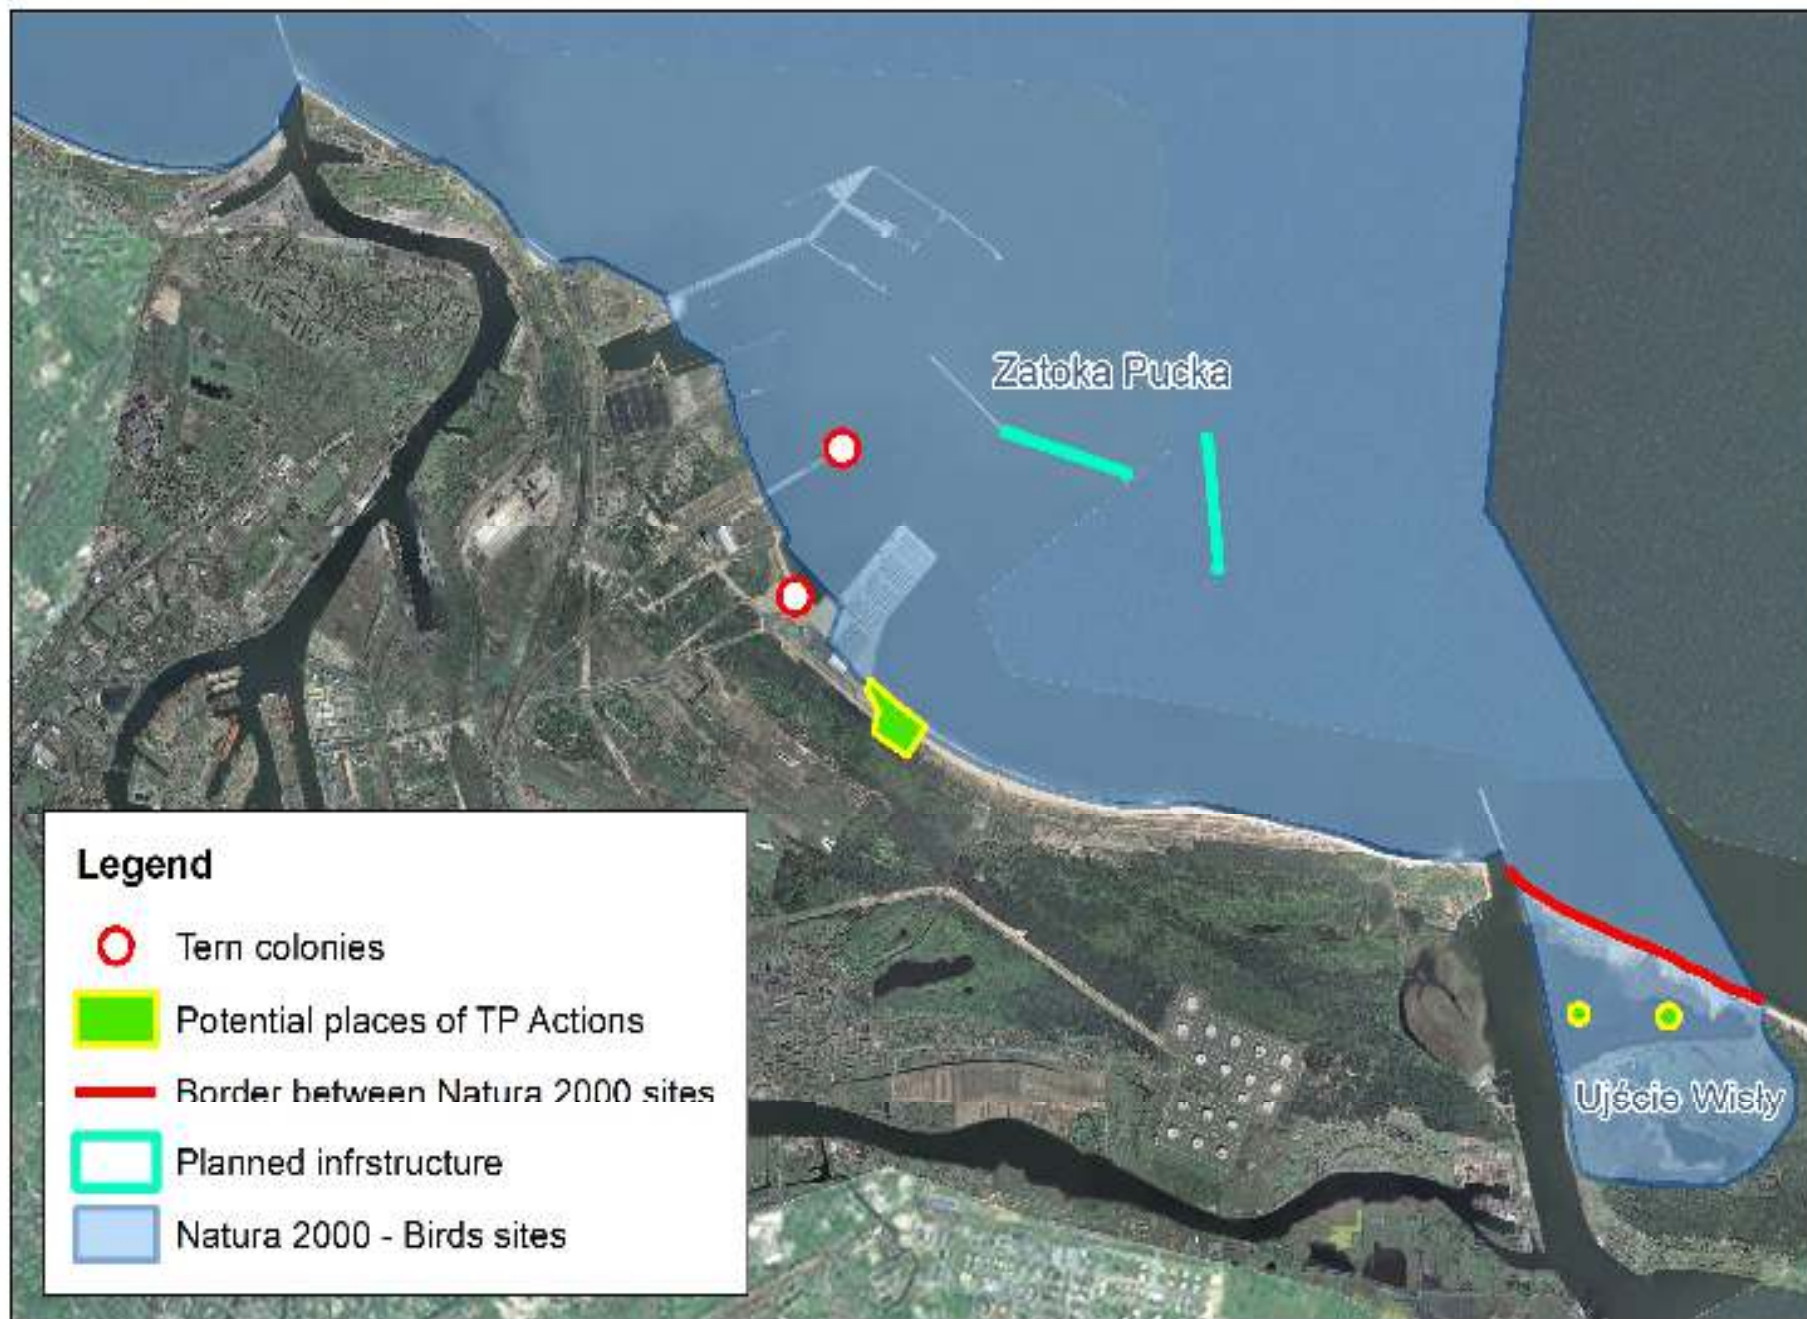 Zatoka Pucka
Legend
Tern colonies
Potential places of TP Actions
Border between Natura 2000 sites
Planned infrstructure
Natura 2000 - Birds sites
Ujście Wisły